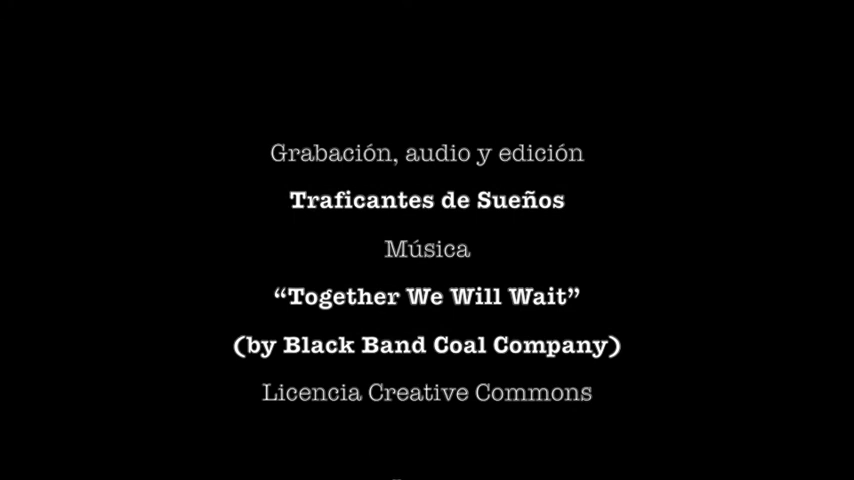 Grabación, audio y edición
Traficantes de Sueños
Música
“Together We Will Wait”
(by Black Band Coal Company)
Licencia Creative Commons